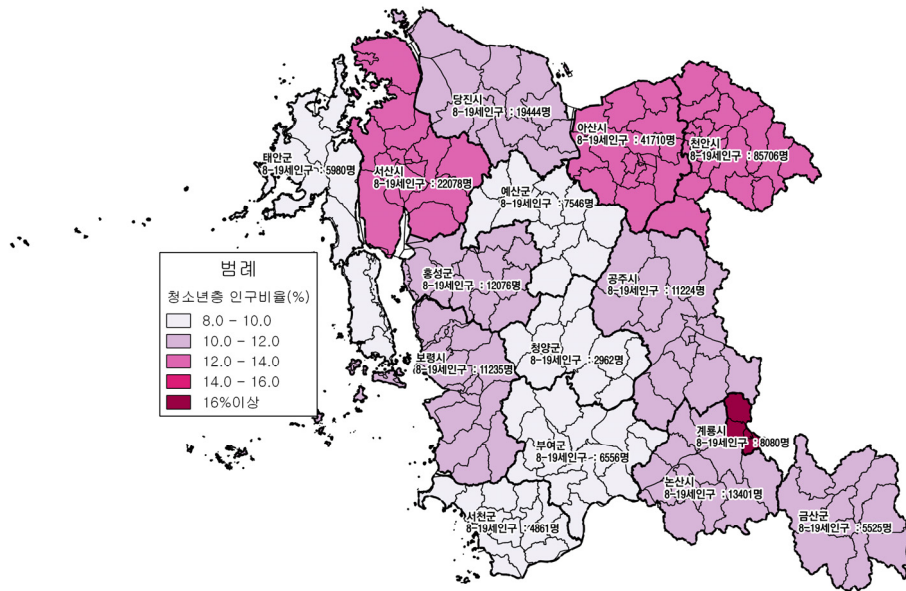 당진시
8-19세인구 : 19444명
아산시
8-19세인구 : 41710명
천안시
8-19세인구 : 85706명
태안군
8-19세인구 : 5980명
서산시
8-19세인구 : 22078명
예산군
8-19세인구 : 7546명
홍성군
8-19세인구 : 12076명
공주시
8-19세인구 : 11224명
범례
청소년층 인구비율(%)
8.0 - 10.0
10.0 - 12.0
12.0 - 14.0
14.0 - 16.0
16%이상
청양군
8-19세인구 : 2962명
보령시
8-19세인구 : 11235명
계룡시
8-19세인구 : 8080명
부여군
8-19세인구 : 6556명
논산시
8-19세인구 : 13401명
서천군
8-19세인구 : 4861명
금산군
8-19세인구 : 5525명